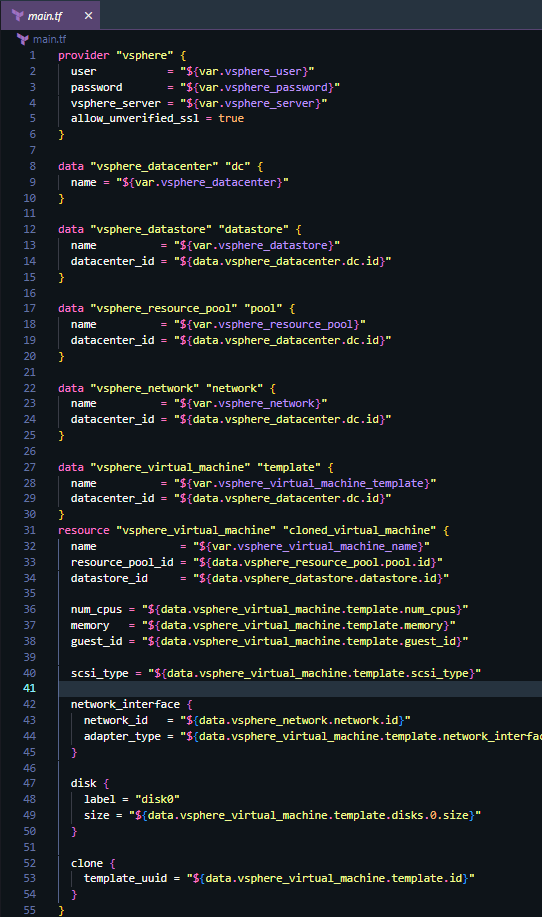 main.tf ×
main.tf
1 provider "vsphere" {
2   user           = "${var.vsphere_user}"
3   password       = "${var.vsphere_password}"
4   vsphere_server = "${var.vsphere_server}"
5   allow_unverified_ssl = true
6 }
7
8 data "vsphere_datacenter" "dc" {
9   name = "${var.vsphere_datacenter}"
10 }
11
12 data "vsphere_datastore" "datastore" {
13   name          = "${var.vsphere_datastore}"
14   datacenter_id = "${data.vsphere_datacenter.dc.id}"
15 }
16
17 data "vsphere_resource_pool" "pool" {
18   name          = "${var.vsphere_resource_pool}"
19   datacenter_id = "${data.vsphere_datacenter.dc.id}"
20 }
21
22 data "vsphere_network" "network" {
23   name          = "${var.vsphere_network}"
24   datacenter_id = "${data.vsphere_datacenter.dc.id}"
25 }
26
27 data "vsphere_virtual_machine" "template" {
28   name          = "${var.vsphere_virtual_machine_template}"
29   datacenter_id = "${data.vsphere_datacenter.dc.id}"
30 }
31 resource "vsphere_virtual_machine" "cloned_virtual_machine" {
32   name             = "${var.vsphere_virtual_machine_name}"
33   resource_pool_id = "${data.vsphere_resource_pool.pool.id}"
34   datastore_id     = "${data.vsphere_datastore.datastore.id}"
35
36   num_cpus = "${data.vsphere_virtual_machine.template.num_cpus}"
37   memory   = "${data.vsphere_virtual_machine.template.memory}"
38   guest_id = "${data.vsphere_virtual_machine.template.guest_id}"
39
40   scsi_type = "${data.vsphere_virtual_machine.template.scsi_type}"
41
42   network_interface {
43     network_id   = "${data.vsphere_network.network.id}"
44     adapter_type = "${data.vsphere_virtual_machine.template.network_interfac
45   }
46
47   disk {
48     label = "disk0"
49     size = "${data.vsphere_virtual_machine.template.disks.0.size}"
50   }
51
52   clone {
53     template_uuid = "${data.vsphere_virtual_machine.template.id}"
54   }
55 }